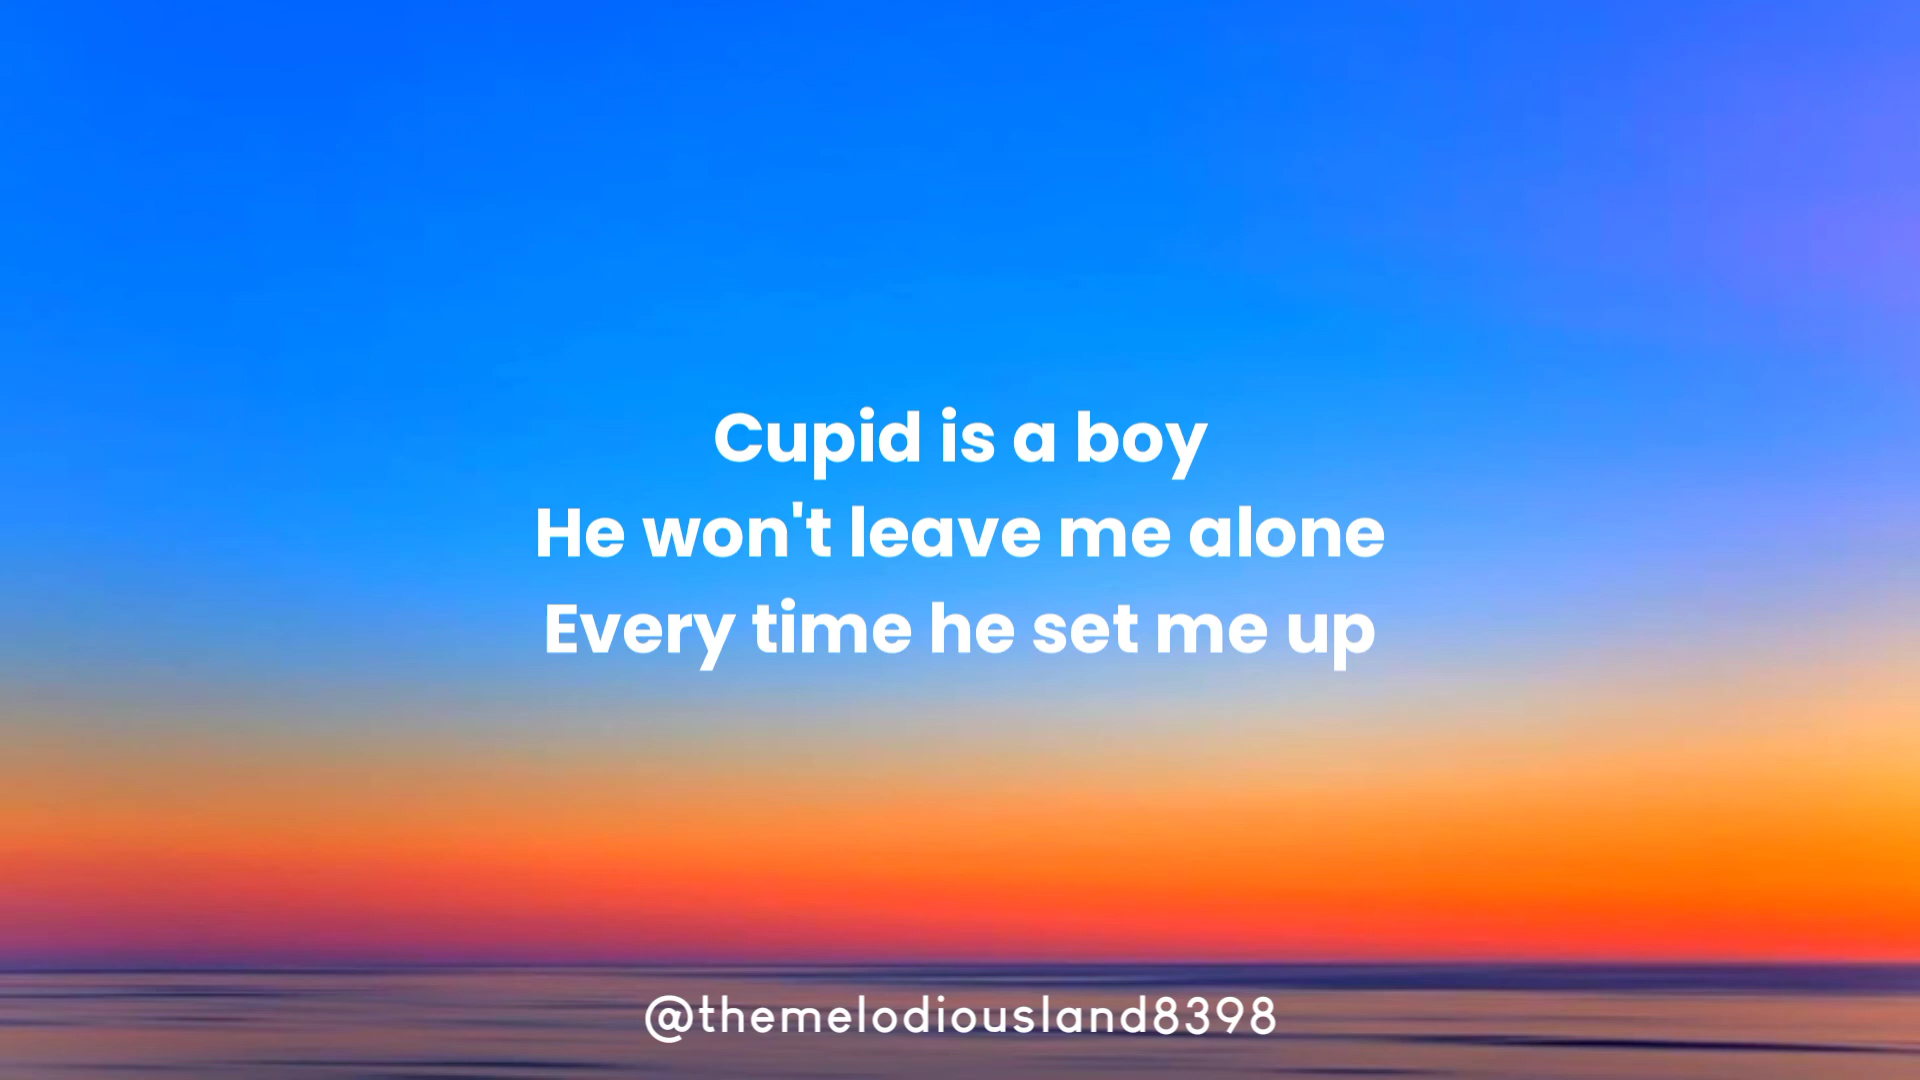 Cupid is a boy
He won't leave me alone
Every time he set me up
@themelodiousland8398